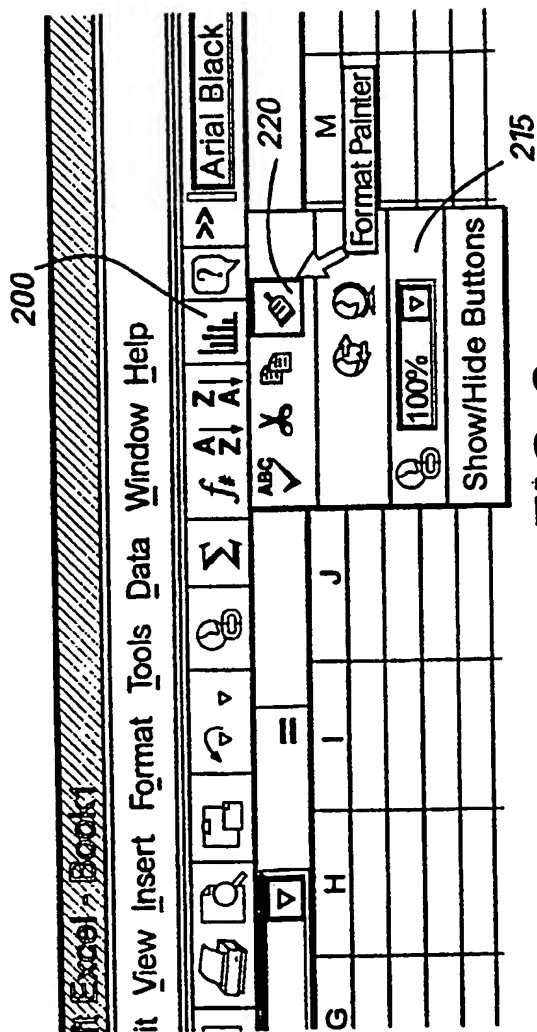 200
Excel - Book1
it View Insert Format Tools Data Window Help
Σ f* A Z↓ Z A↓ ? >> Arial Black
ABC
220
=
Format Painter
G H I J M
100%
215
Show/Hide Buttons